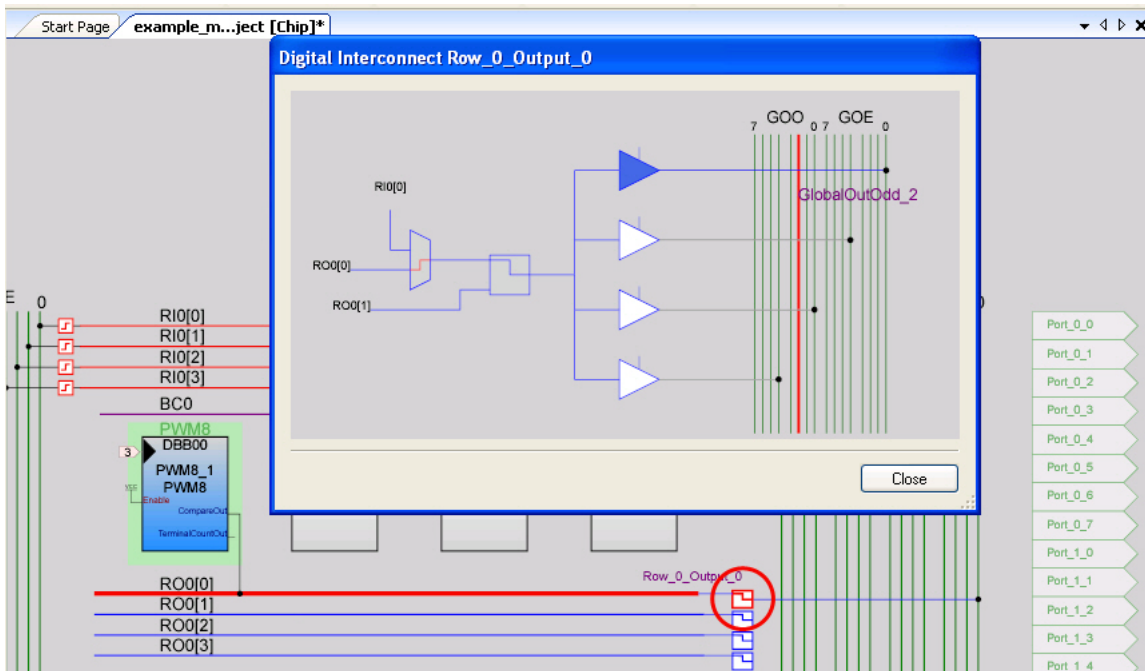 Start Page
example_m...ject [Chip]*
Digital Interconnect Row_0_Output_0
7 GOO 0 7 GOE 0
RI0[0]
GlobalOutOdd_2
RO0[0]
RO0[1]
Close
E 0
RI0[0]
RI0[1]
RI0[2]
RI0[3]
BC0
PWM8
DBB00
3
PWM8_1
PWM8
Enable
CompareOut
TerminalCountOut
Row_0_Output_0
RO0[0]
RO0[1]
RO0[2]
RO0[3]
Port_0_0
Port_0_1
Port_0_2
Port_0_3
Port_0_4
Port_0_5
Port_0_6
Port_0_7
Port_1_0
Port_1_1
Port_1_2
Port_1_3
Port_1_4